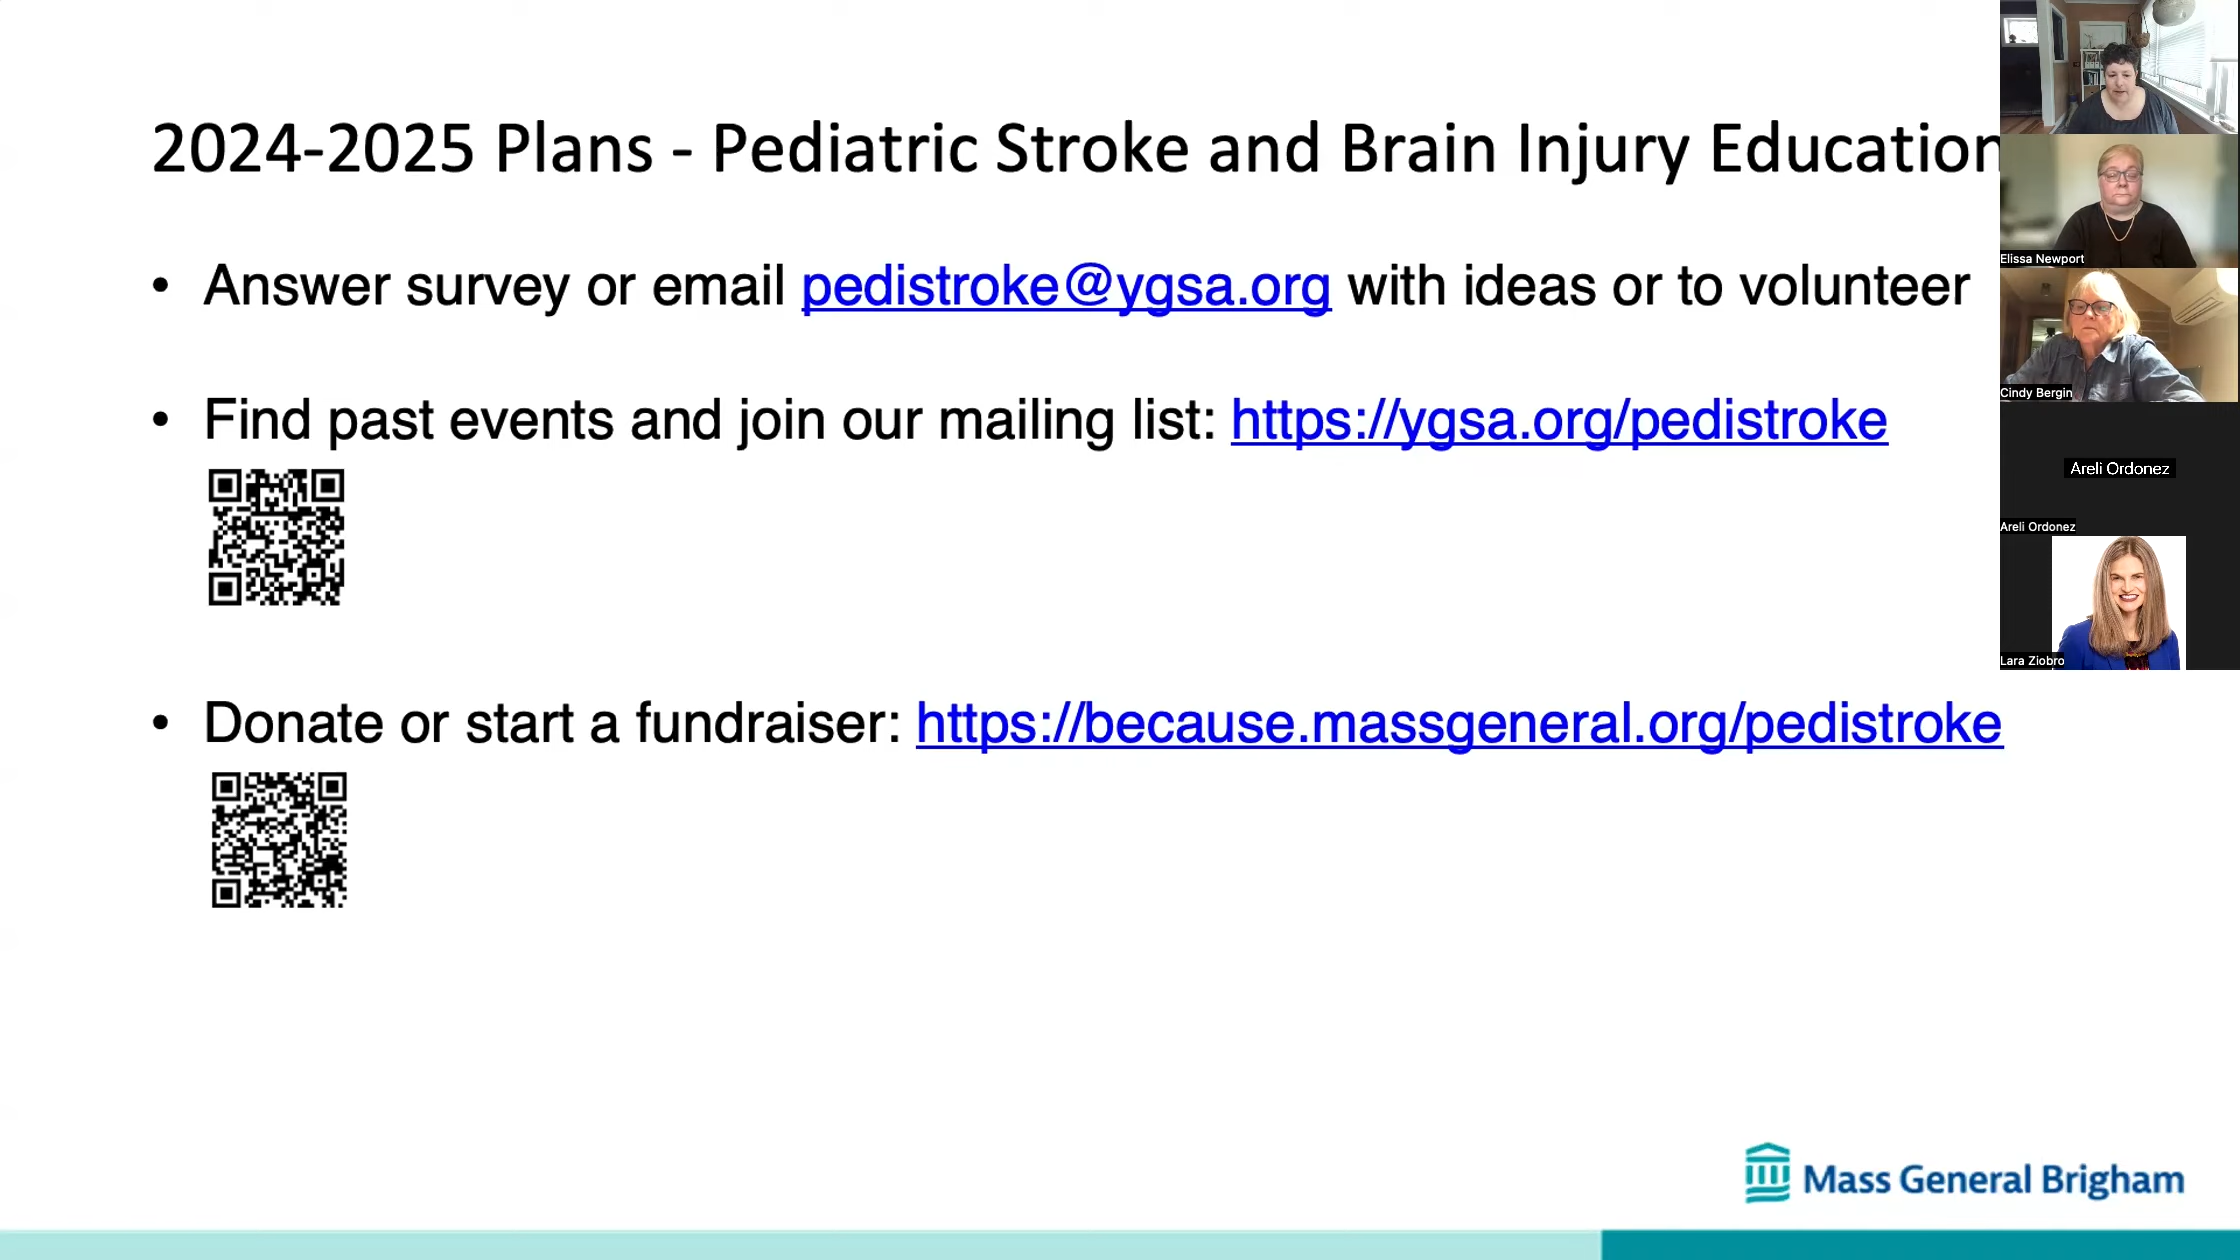 2024-2025 Plans - Pediatric Stroke and Brain Injury Education
• Answer survey or email pedistroke@ygsa.org with ideas or to volunteer
• Find past events and join our mailing list: https://ygsa.org/pedistroke
• Donate or start a fundraiser: https://because.massgeneral.org/pedistroke
Mass General Brigham
Elissa Newport
Cindy Bergin
Areli Ordonez
Areli Ordonez
Lara Ziobro